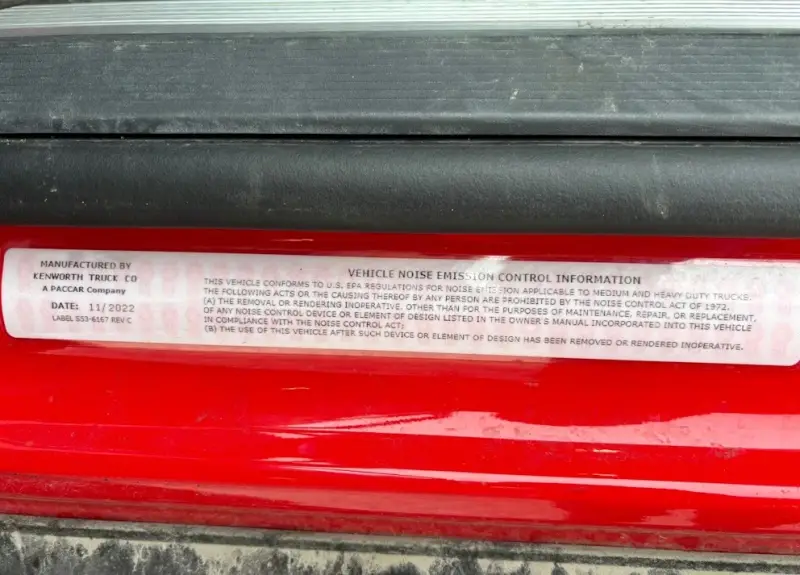 MANUFACTURED BY
KENWORTH TRUCK CO
A PACCAR Company
DATE: 11/2022
LABEL S53-6167 REV C
VEHICLE NOISE EMISSION CONTROL INFORMATION
THIS VEHICLE CONFORMS TO U.S. EPA REGULATIONS FOR NOISE EMISSION APPLICABLE TO MEDIUM AND HEAVY DUTY TRUCKS.
THE FOLLOWING ACTS OR THE CAUSING THEREOF BY ANY PERSON ARE PROHIBITED BY THE NOISE CONTROL ACT OF 1972.
(A) THE REMOVAL OR RENDERING INOPERATIVE, OTHER THAN FOR THE PURPOSES OF MAINTENANCE, REPAIR, OR REPLACEMENT,
OF ANY NOISE CONTROL DEVICE OR ELEMENT OF DESIGN LISTED IN THE OWNER'S MANUAL INCORPORATED INTO THIS VEHICLE
IN COMPLIANCE WITH THE NOISE CONTROL ACT;
(B) THE USE OF THIS VEHICLE AFTER SUCH DEVICE OR ELEMENT OF DESIGN HAS BEEN REMOVED OR RENDERED INOPERATIVE.